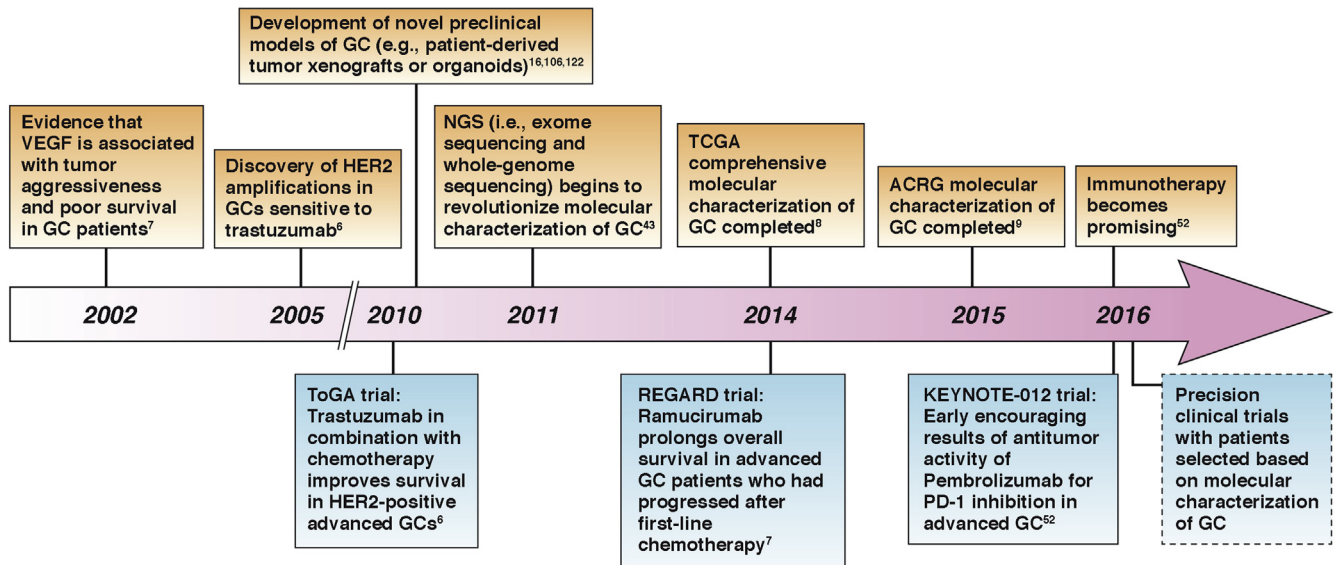 Development of novel preclinical
models of GC (e.g., patient-derived
tumor xenografts or organoids)16,106,122
Evidence that
VEGF is associated
with tumor
aggressiveness
and poor survival
in GC patients7
Discovery of HER2
amplifications in
GCs sensitive to
trastuzumab6
NGS (i.e., exome
sequencing and
whole-genome
sequencing) begins to
revolutionize molecular
characterization of GC43
TCGA
comprehensive
molecular
characterization of
GC completed8
ACRG molecular
characterization of
GC completed9
Immunotherapy
becomes
promising52
2002 2005 2010 2011 2014 2015 2016
ToGA trial:
Trastuzumab in
combination with
chemotherapy
improves survival
in HER2-positive
advanced GCs6
REGARD trial:
Ramucirumab
prolongs overall
survival in advanced
GC patients who had
progressed after
first-line
chemotherapy7
KEYNOTE-012 trial:
Early encouraging
results of antitumor
activity of
Pembrolizumab for
PD-1 inhibition in
advanced GC52
Precision
clinical trials
with patients
selected based
on molecular
characterization
of GC